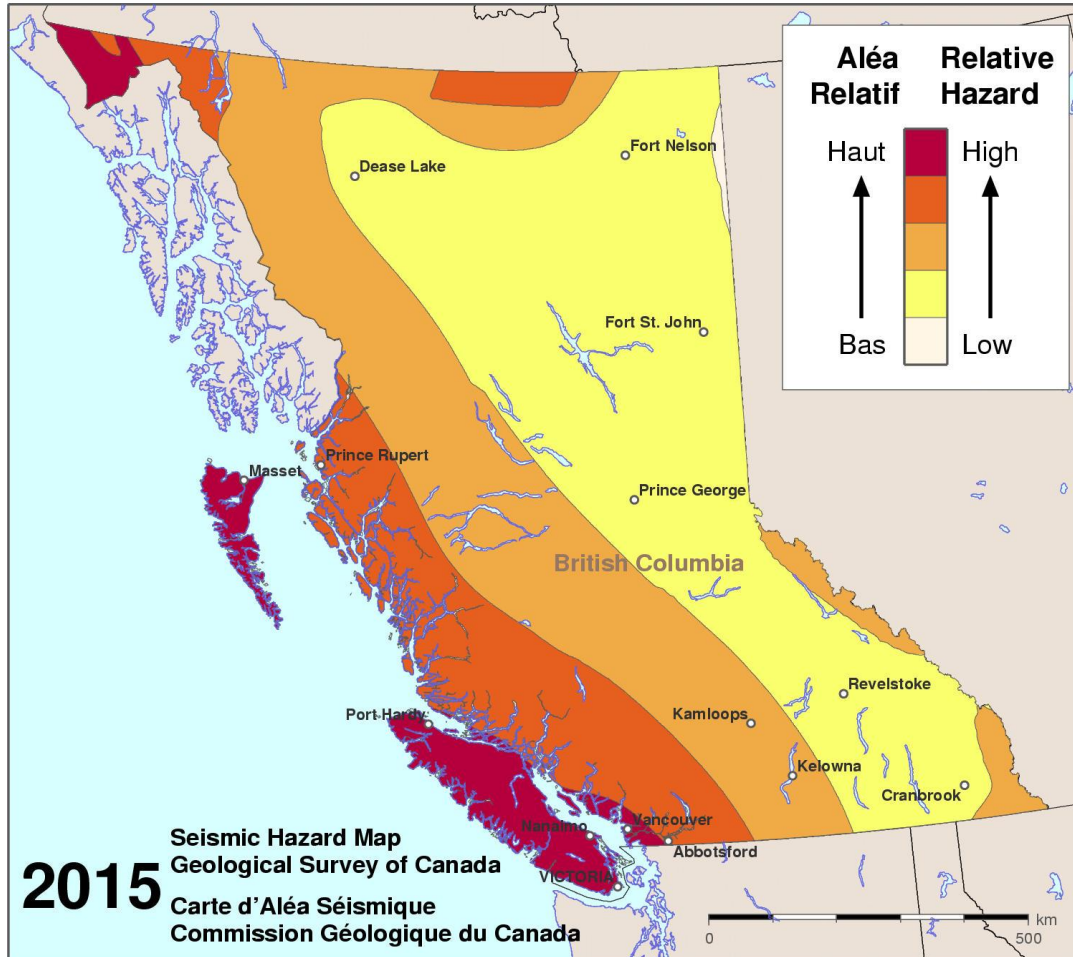 Aléa Relative
Relatif Hazard
Haut High
Bas Low
Fort Nelson
Dease Lake
Fort St. John
Prince Rupert
Masset
Prince George
British Columbia
Revelstoke
Port Hardy
Kamloops
Kelowna
Cranbrook
Vancouver
Nanaimo
Abbotsford
VICTORIA
2015
Seismic Hazard Map
Geological Survey of Canada
Carte d'Aléa Séismique
Commission Géologique du Canada
km
0 500